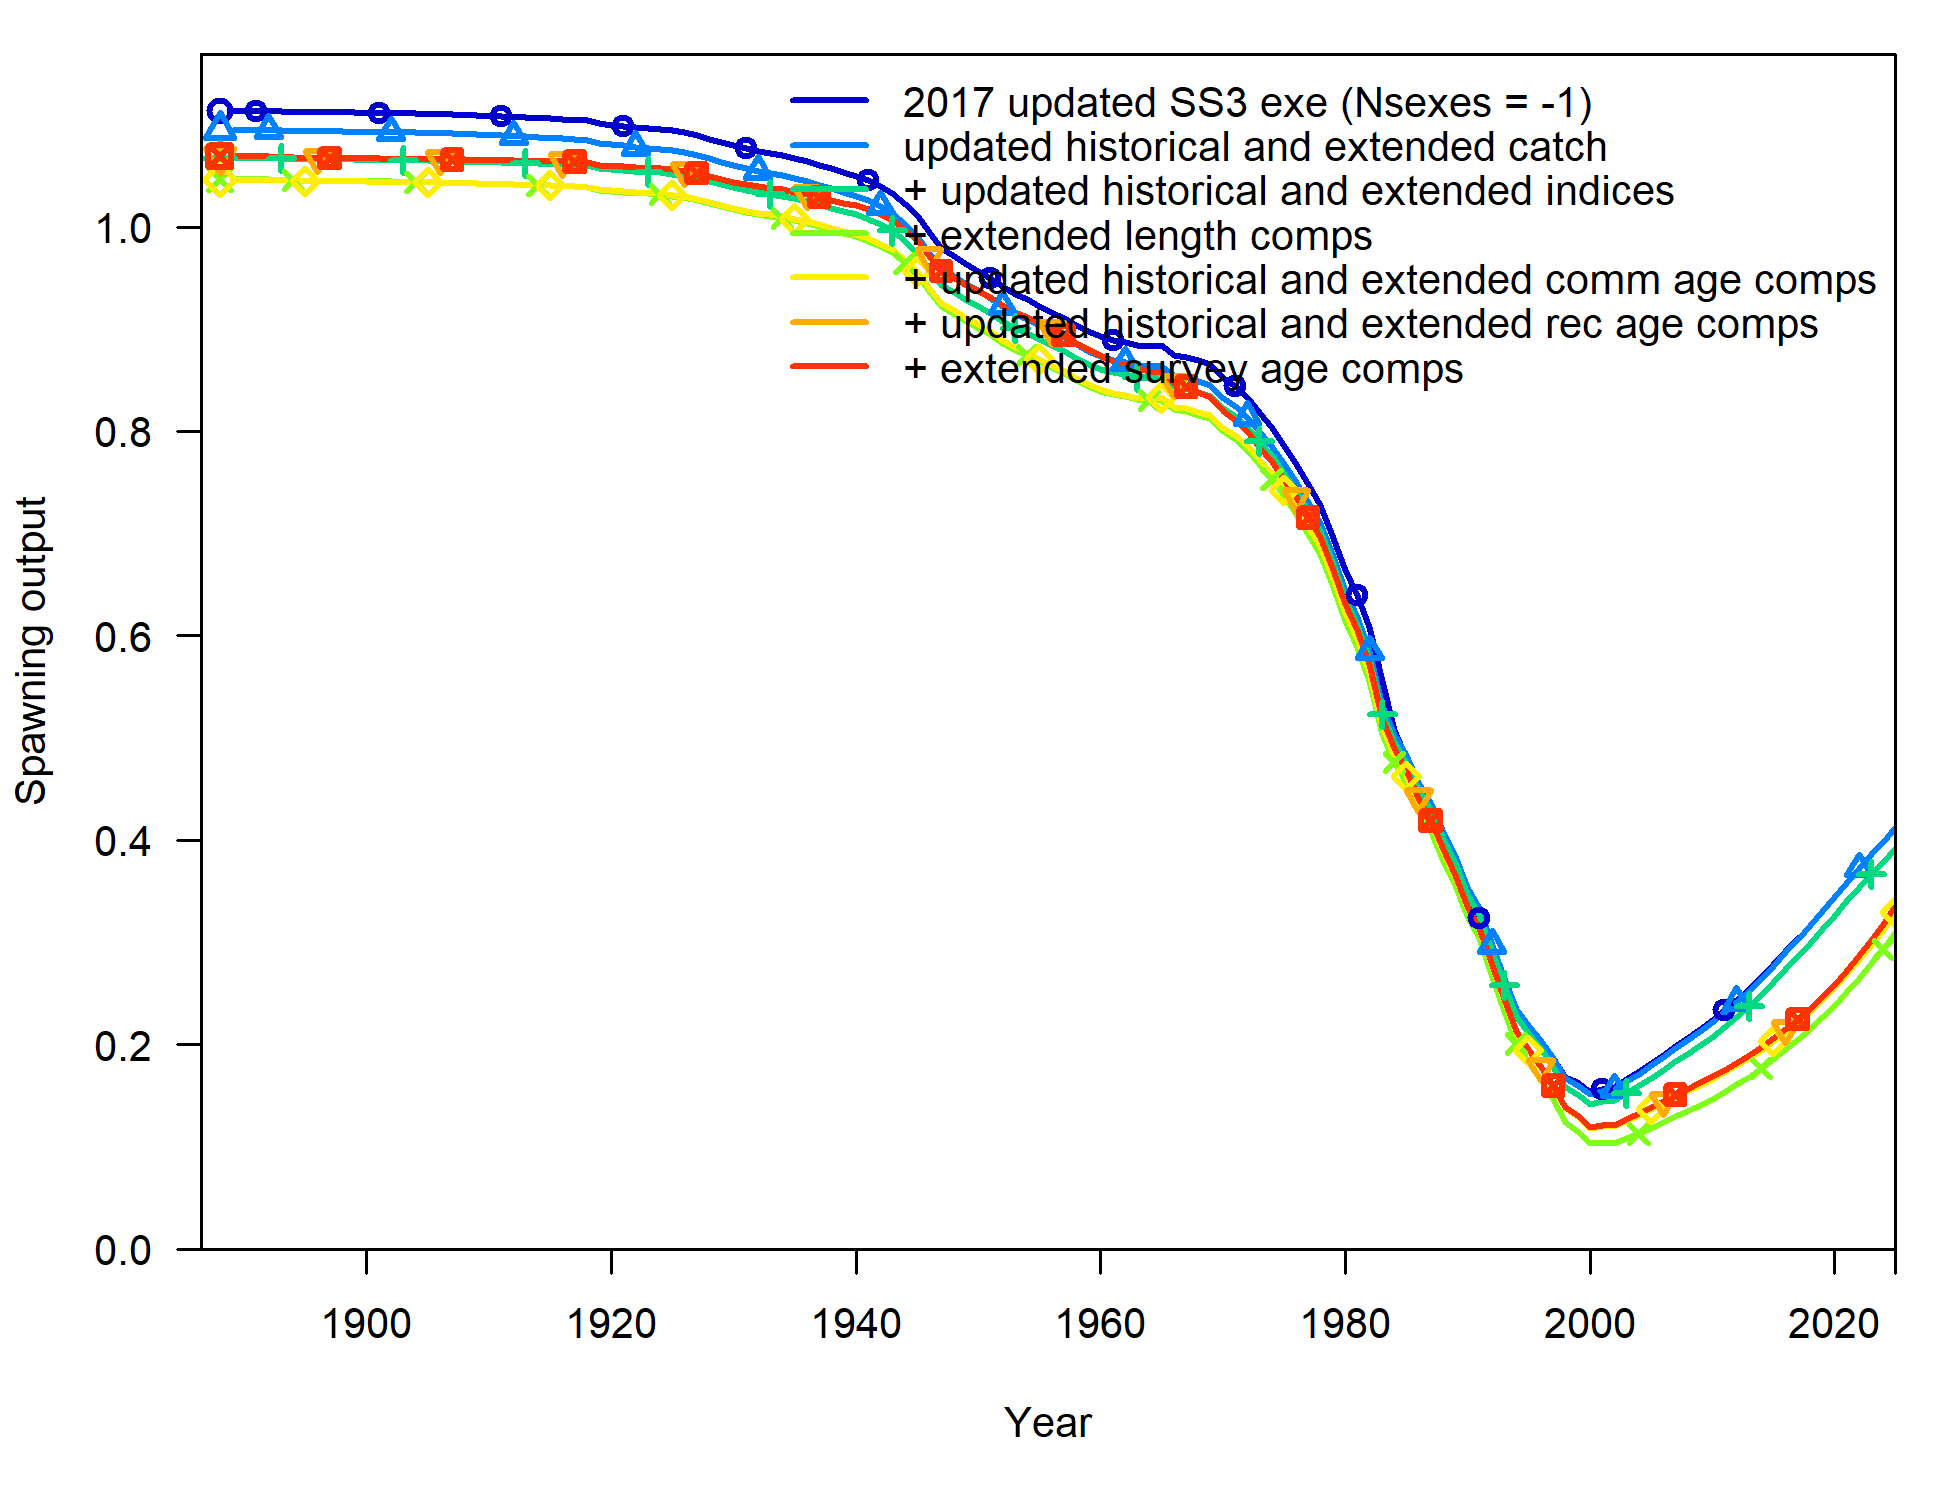 2017 updated SS3 exe (Nsexes = -1)
updated historical and extended catch
+ updated historical and extended indices
+ extended length comps
+ updated historical and extended comm age comps
+ updated historical and extended rec age comps
+ extended survey age comps
1.0
0.8
0.6
0.4
0.2
0.0
Spawning output
1900 1920 1940 1960 1980 2000 2020
Year